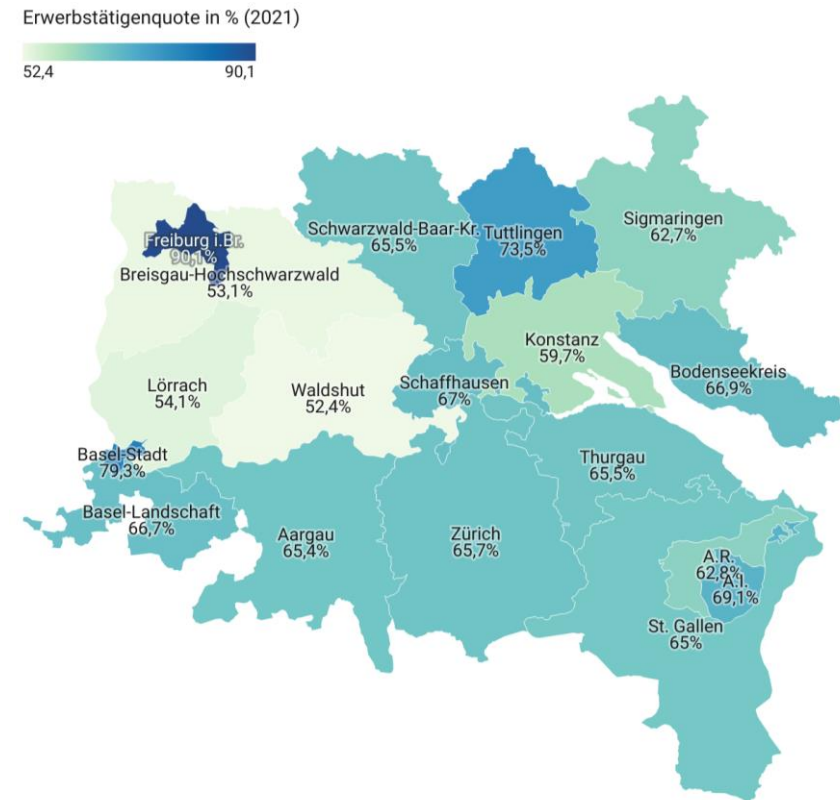 Erwerbstätigenquote in % (2021)
52,4
90,1
Schwarzwald-Baar-Kr.
65,5%
Tuttlingen
73,5%
Sigmaringen
62,7%
Freiburg i.Br.
90,1%
Breisgau-Hochschwarzwald
53,1%
Konstanz
59,7%
Bodenseekreis
66,9%
Lörrach
54,1%
Waldshut
52,4%
Schaffhausen
67%
Basel-Stadt
79,3%
Thurgau
65,5%
Basel-Landschaft
66,7%
Aargau
65,4%
Zürich
65,7%
A.R.
62,8%
A.I.
69,1%
St. Gallen
65%